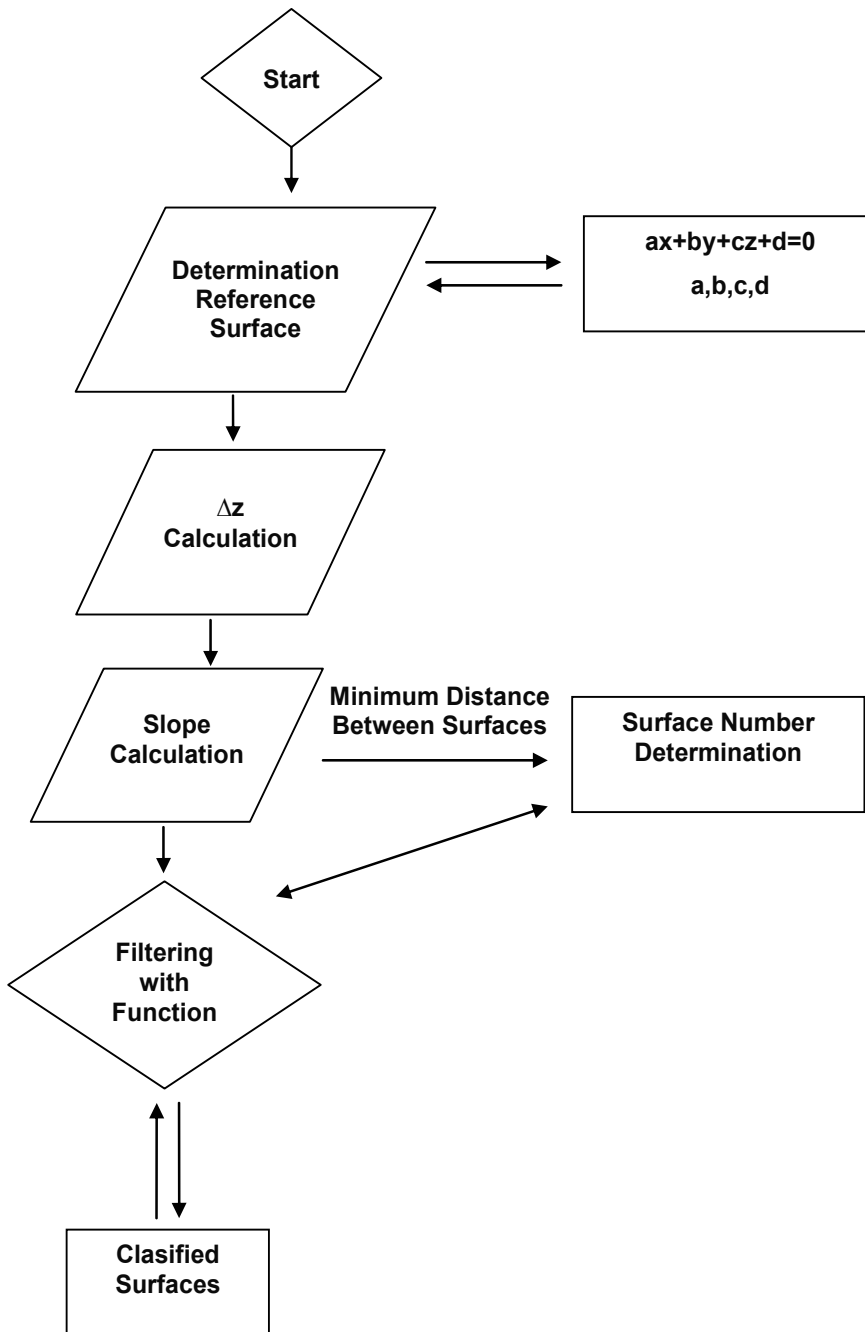 Start
Determination
Reference
Surface
ax+by+cz+d=0
a,b,c,d
Δz
Calculation
Slope
Calculation
Minimum Distance
Between Surfaces
Surface Number
Determination
Filtering
with
Function
Clasified
Surfaces